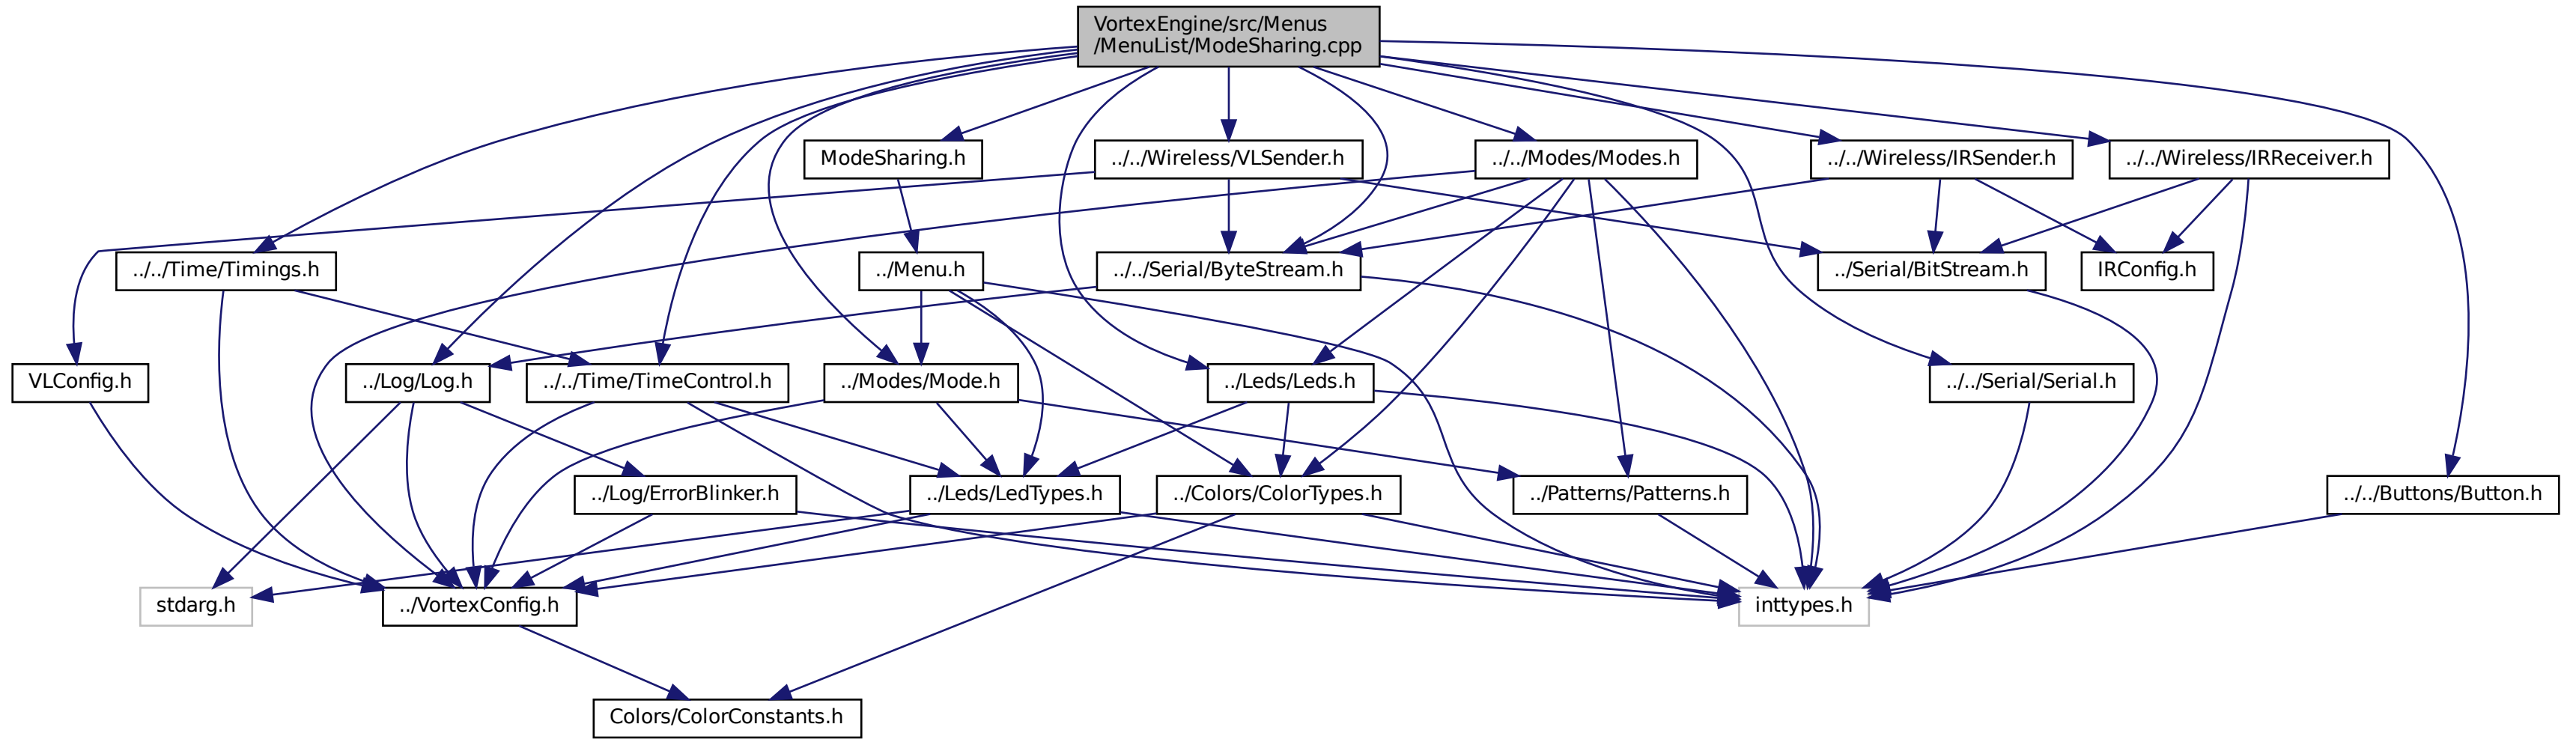 VortexEngine/src/Menus
/MenuList/ModeSharing.cpp
ModeSharing.h
../../Wireless/VLSender.h
../../Modes/Modes.h
../../Wireless/IRSender.h
../../Wireless/IRReceiver.h
../../Time/Timings.h
../Menu.h
../../Serial/ByteStream.h
../Serial/BitStream.h
IRConfig.h
VLConfig.h
../Log/Log.h
../../Time/TimeControl.h
../Modes/Mode.h
../Leds/Leds.h
../../Serial/Serial.h
../Log/ErrorBlinker.h
../Leds/LedTypes.h
../Colors/ColorTypes.h
../Patterns/Patterns.h
../../Buttons/Button.h
stdarg.h
../VortexConfig.h
inttypes.h
Colors/ColorConstants.h